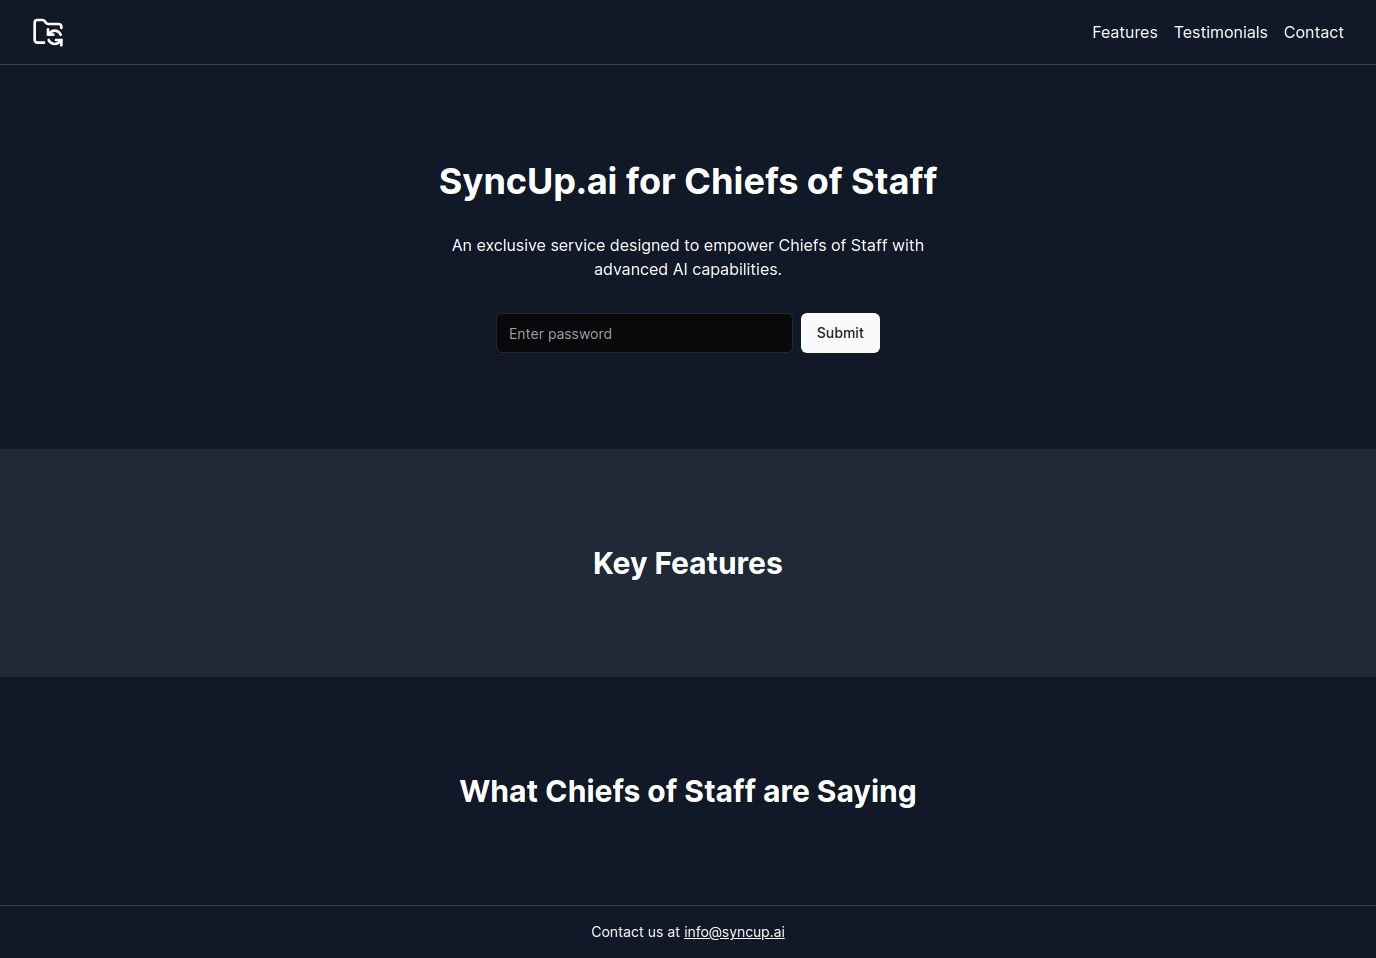 Features Testimonials Contact
SyncUp.ai for Chiefs of Staff
An exclusive service designed to empower Chiefs of Staff with
advanced AI capabilities.
Enter password Submit
Key Features
What Chiefs of Staff are Saying
Contact us at info@syncup.ai